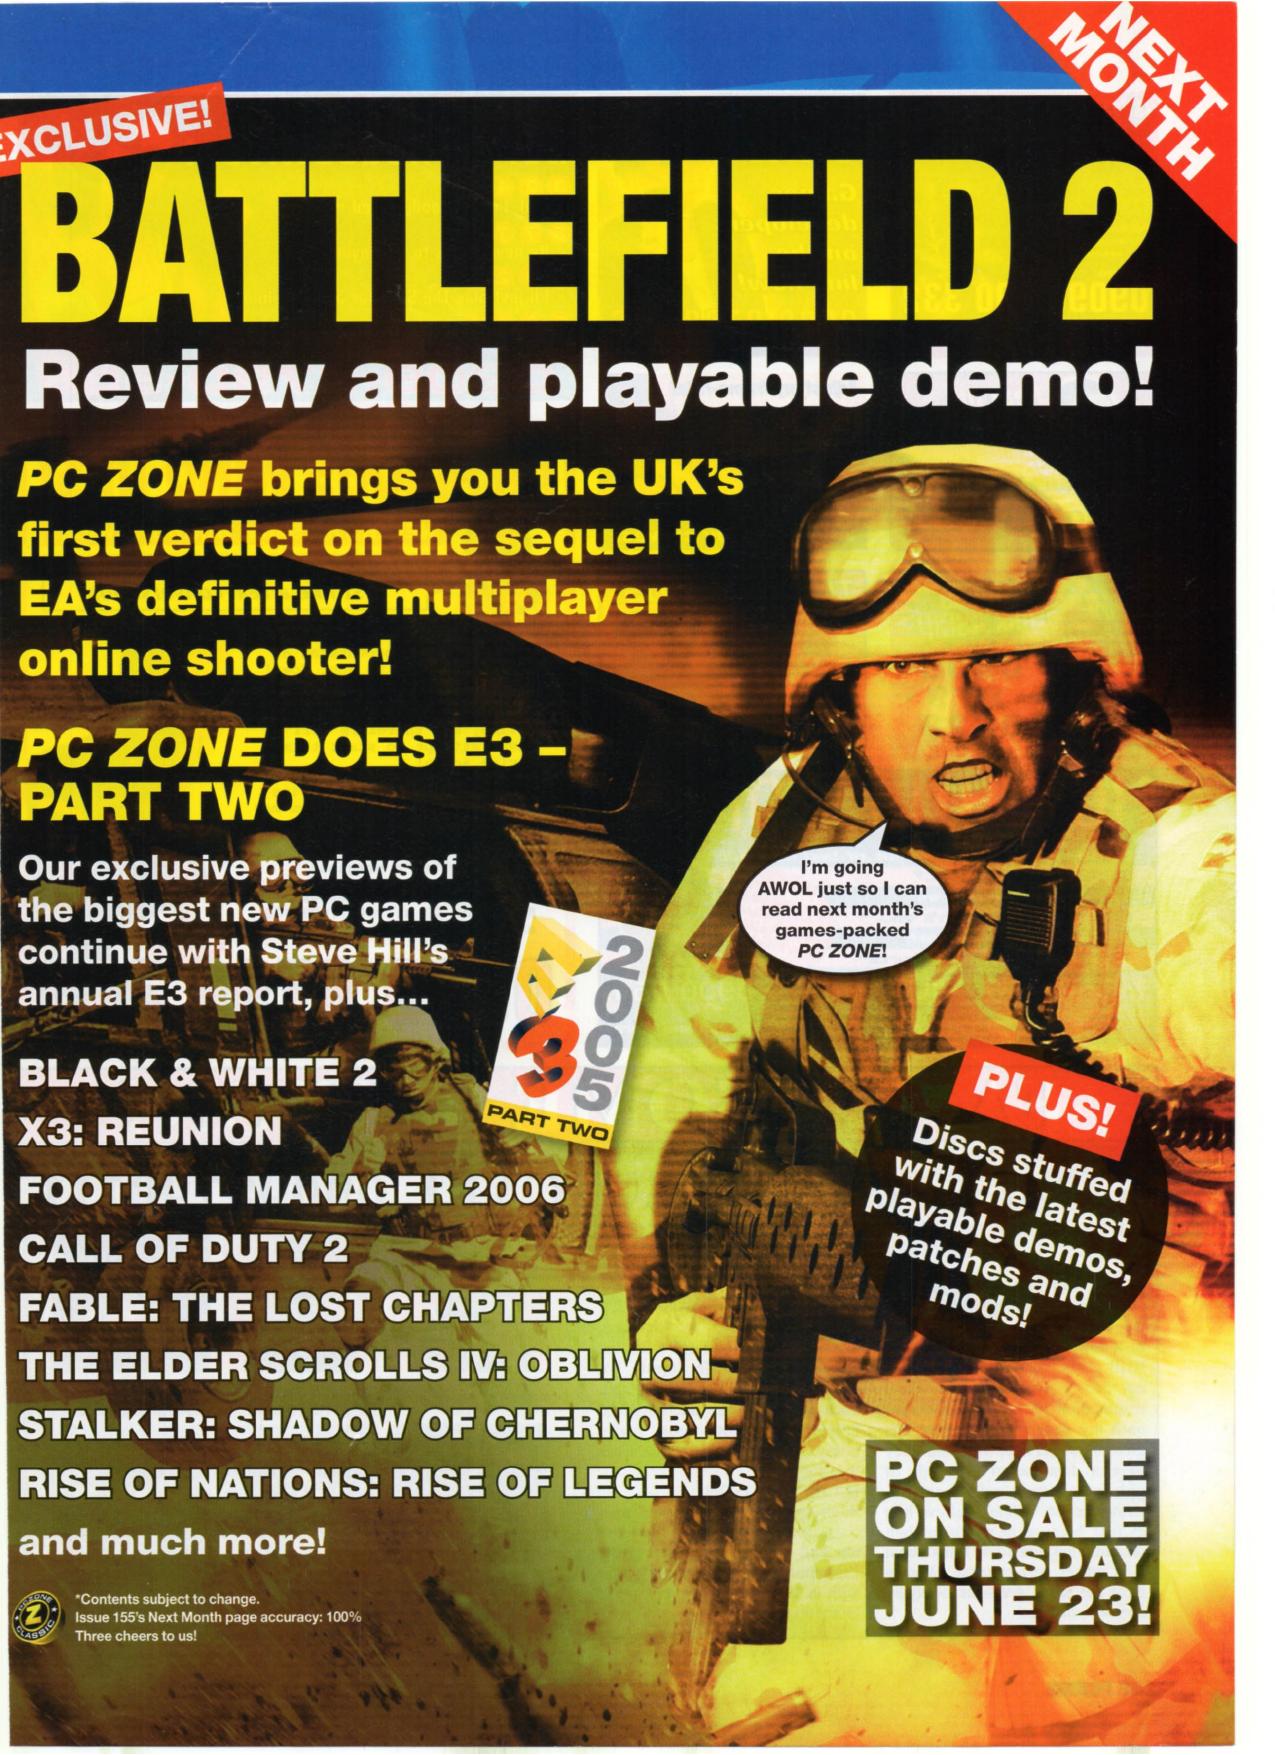 NEXT
MONTH
EXCLUSIVE!
BATTLEFIELD 2
Review and playable demo!
PC ZONE brings you the UK's
first verdict on the sequel to
EA's definitive multiplayer
online shooter!
PC ZONE DOES E3 –
PART TWO
Our exclusive previews of
the biggest new PC games
continue with Steve Hill's
annual E3 report, plus...
E3
2005
PART TWO
I'm going
AWOL just so I can
read next month's
games-packed
PC ZONE!
BLACK & WHITE 2
X3: REUNION
FOOTBALL MANAGER 2006
CALL OF DUTY 2
FABLE: THE LOST CHAPTERS
THE ELDER SCROLLS IV: OBLIVION
STALKER: SHADOW OF CHERNOBYL
RISE OF NATIONS: RISE OF LEGENDS
and much more!
PLUS!
Discs stuffed
with the latest
playable demos,
patches and
mods!
PC ZONE
ON SALE
THURSDAY
JUNE 23!
PCZONE
Z
CLASSIC
*Contents subject to change.
Issue 155's Next Month page accuracy: 100%
Three cheers to us!